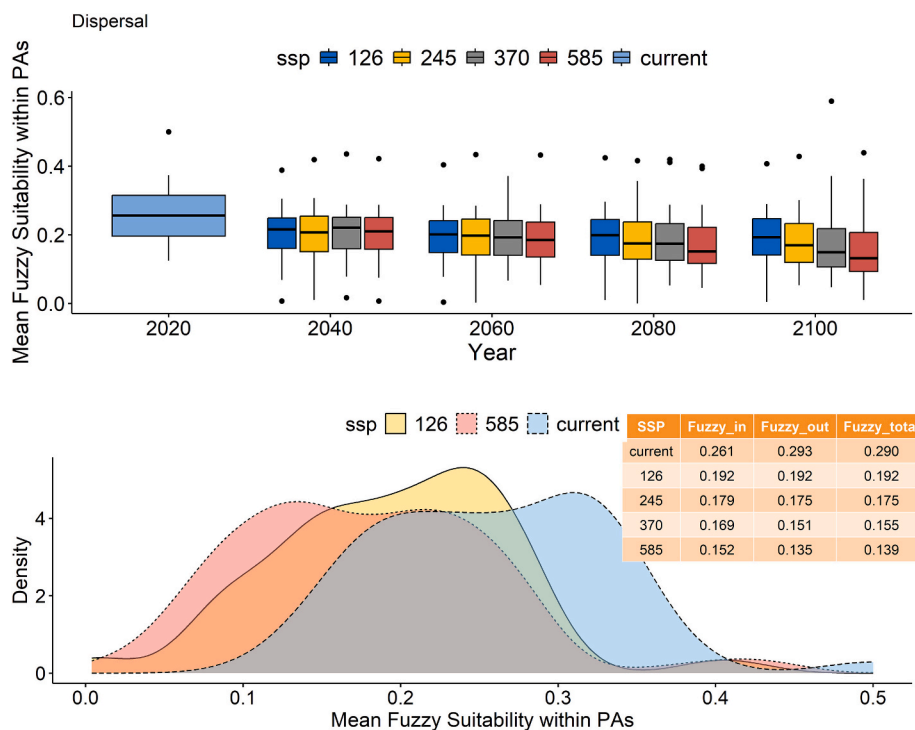 Dispersal
ssp 126 245 370 585 current
Mean Fuzzy Suitability within PAs
0.6
0.4
0.2
0.0
2020 2040 2060 2080 2100
Year
ssp 126 585 current
SSP Fuzzy_in Fuzzy_out Fuzzy_total
current 0.261 0.293 0.290
126 0.192 0.192 0.192
245 0.179 0.175 0.175
370 0.169 0.151 0.155
585 0.152 0.135 0.139
Density
4
2
0
0.0 0.1 0.2 0.3 0.4 0.5
Mean Fuzzy Suitability within PAs